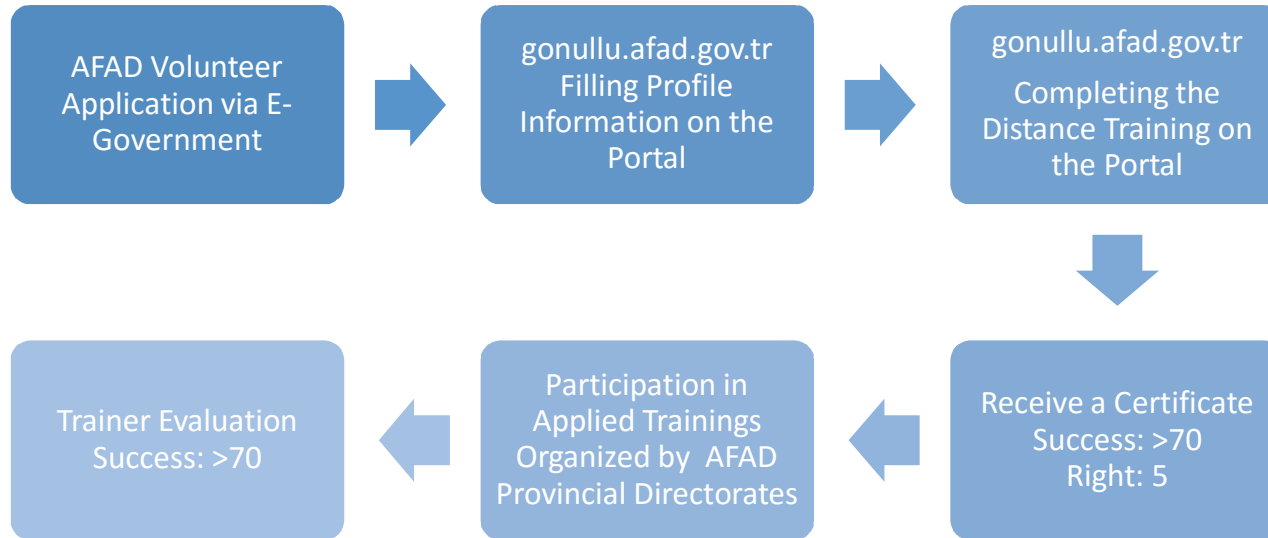 AFAD Volunteer
Application via E-
Government
gonullu.afad.gov.tr
Filling Profile
Information on the
Portal
gonullu.afad.gov.tr
Completing the
Distance Training on
the Portal
Receive a Certificate
Success: >70
Right: 5
Participation in
Applied Trainings
Organized by AFAD
Provincial Directorates
Trainer Evaluation
Success: >70